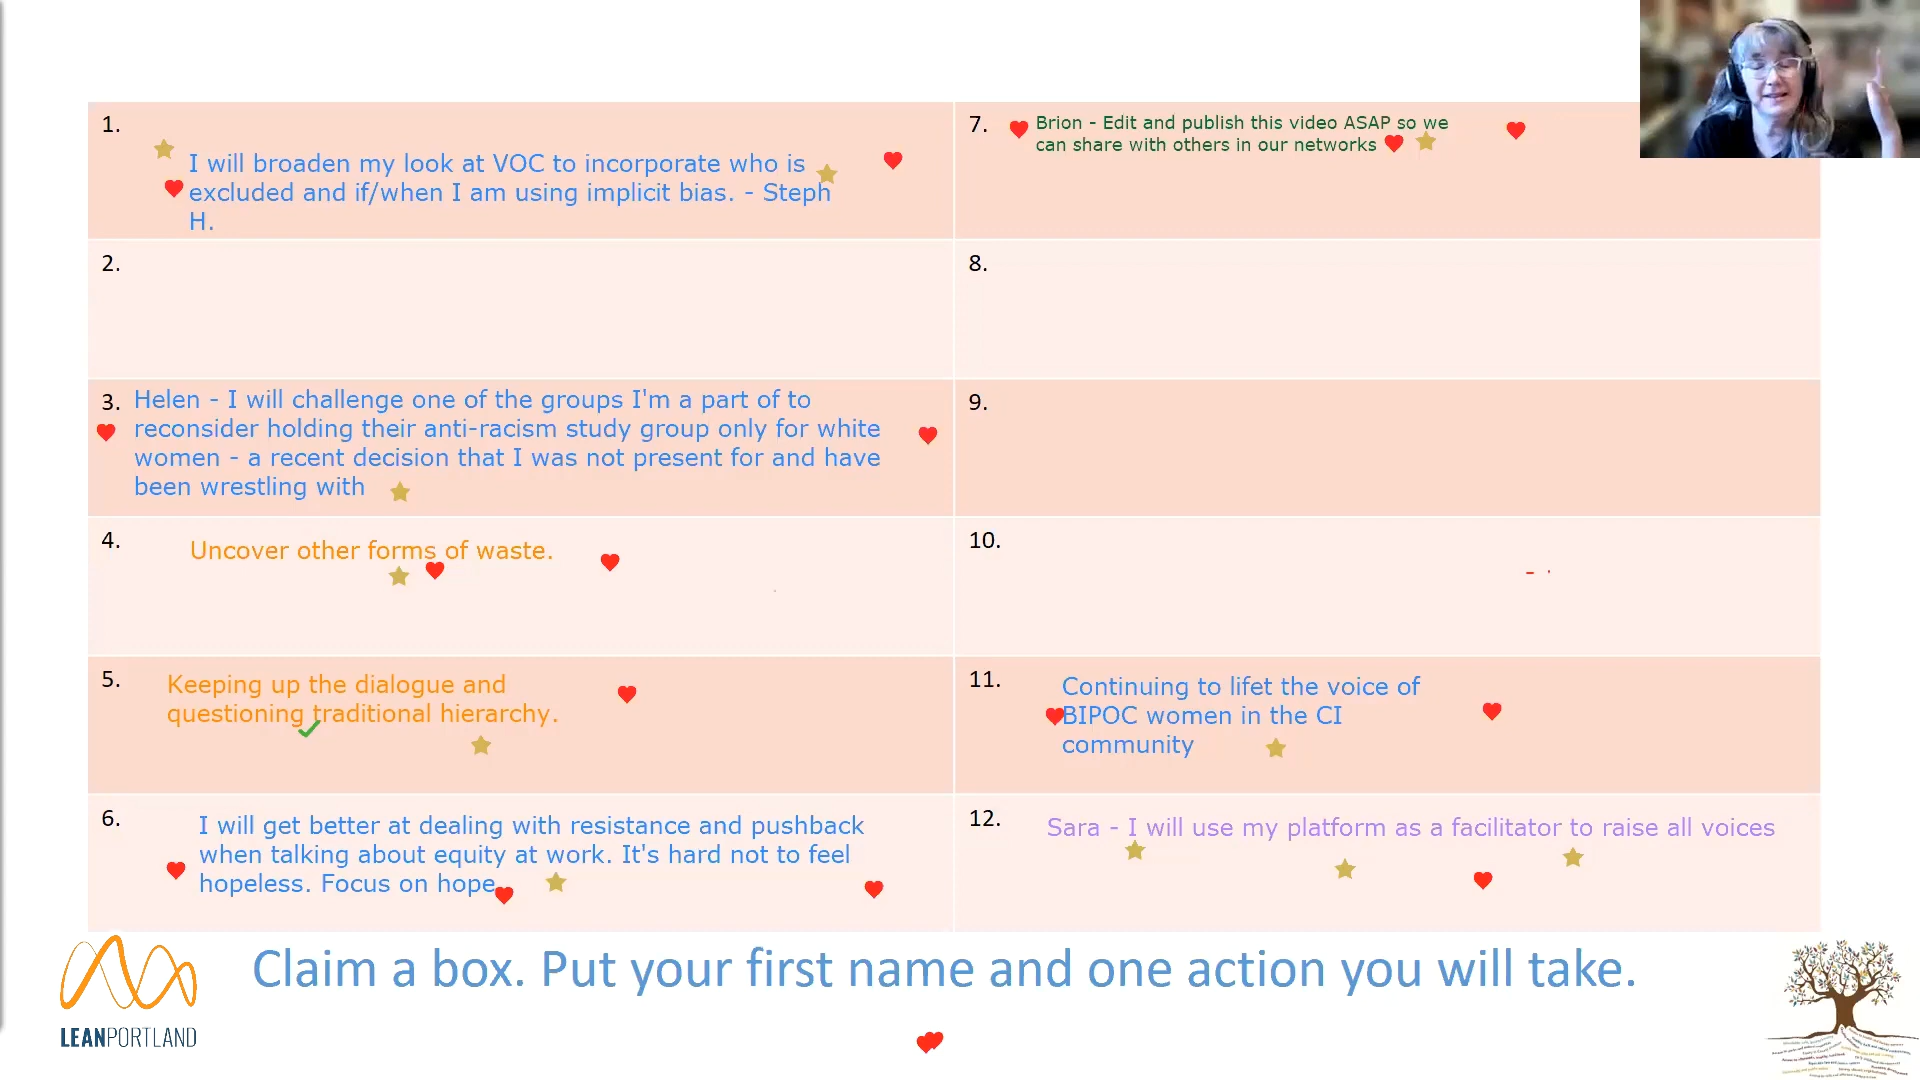 1.
I will broaden my look at VOC to incorporate who is
excluded and if/when I am using implicit bias. - Steph
H.
2.
3.
Helen - I will challenge one of the groups I'm a part of to
reconsider holding their anti-racism study group only for white
women - a recent decision that I was not present for and have
been wrestling with
4.
Uncover other forms of waste.
5.
Keeping up the dialogue and
questioning traditional hierarchy.
6.
I will get better at dealing with resistance and pushback
when talking about equity at work. It's hard not to feel
hopeless. Focus on hope
7.
Brion - Edit and publish this video ASAP so we
can share with others in our networks
8.
9.
10.
11.
Continuing to lifet the voice of
BIPOC women in the CI
community
12.
Sara - I will use my platform as a facilitator to raise all voices
Claim a box. Put your first name and one action you will take.
LEANPORTLAND